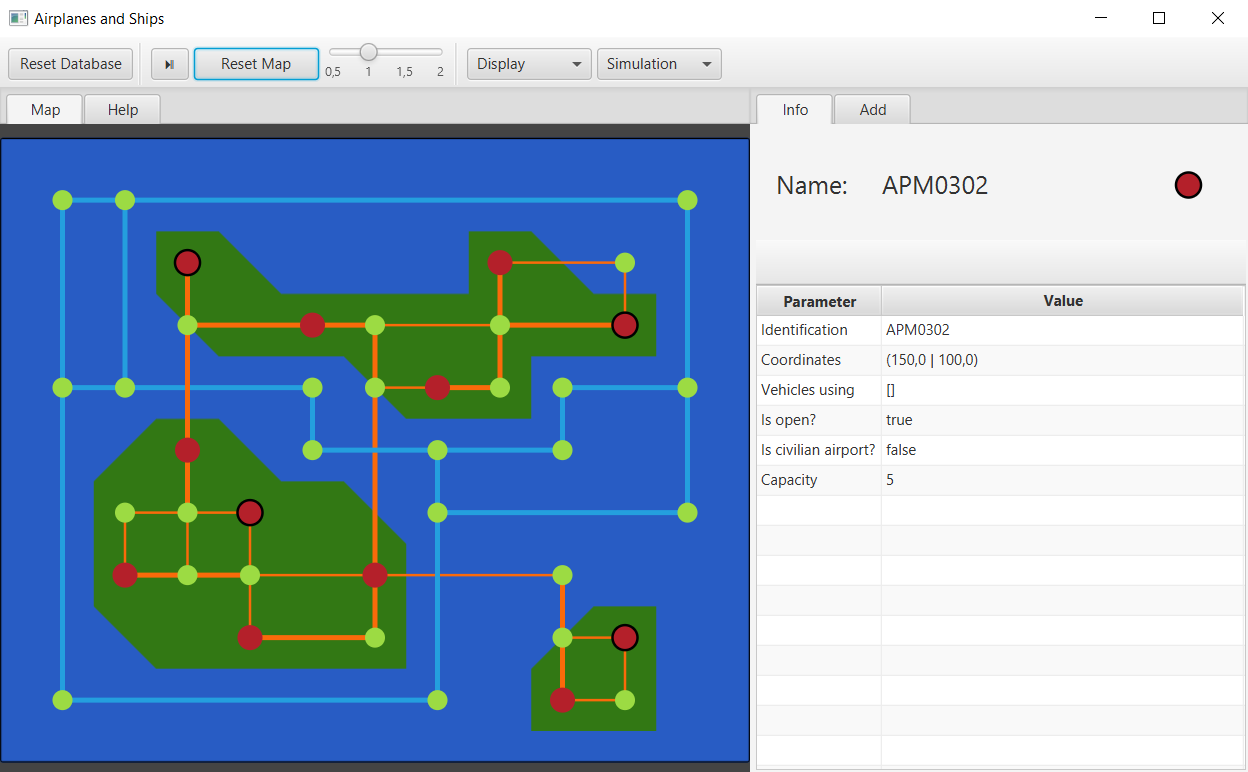 Airplanes and Ships
Reset Database Reset Map 0,5 1 1,5 2 Display Simulation
Map Help Info Add
Name: APM0302
Parameter Value
Identification APM0302
Coordinates (150,0 | 100,0)
Vehicles using []
Is open? true
Is civilian airport? false
Capacity 5